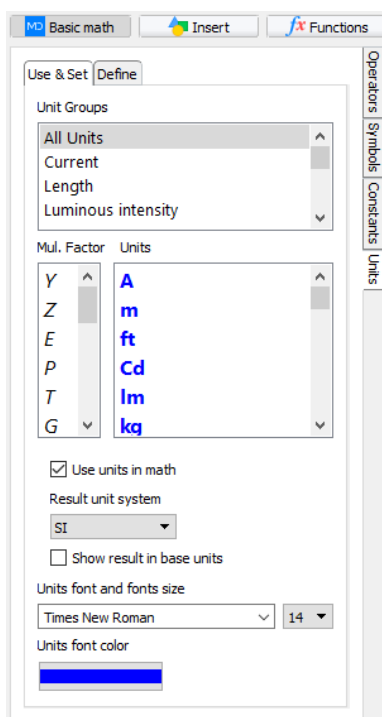 MD Basic math Insert fx Functions
Use & Set Define
Unit Groups
All Units
Current
Length
Luminous intensity
Mul. Factor Units
Y A
Z m
E ft
P Cd
T lm
G kg
Use units in math
Result unit system
SI
Show result in base units
Units font and fonts size
Times New Roman 14
Units font color
Operators
Symbols
Constants
Units